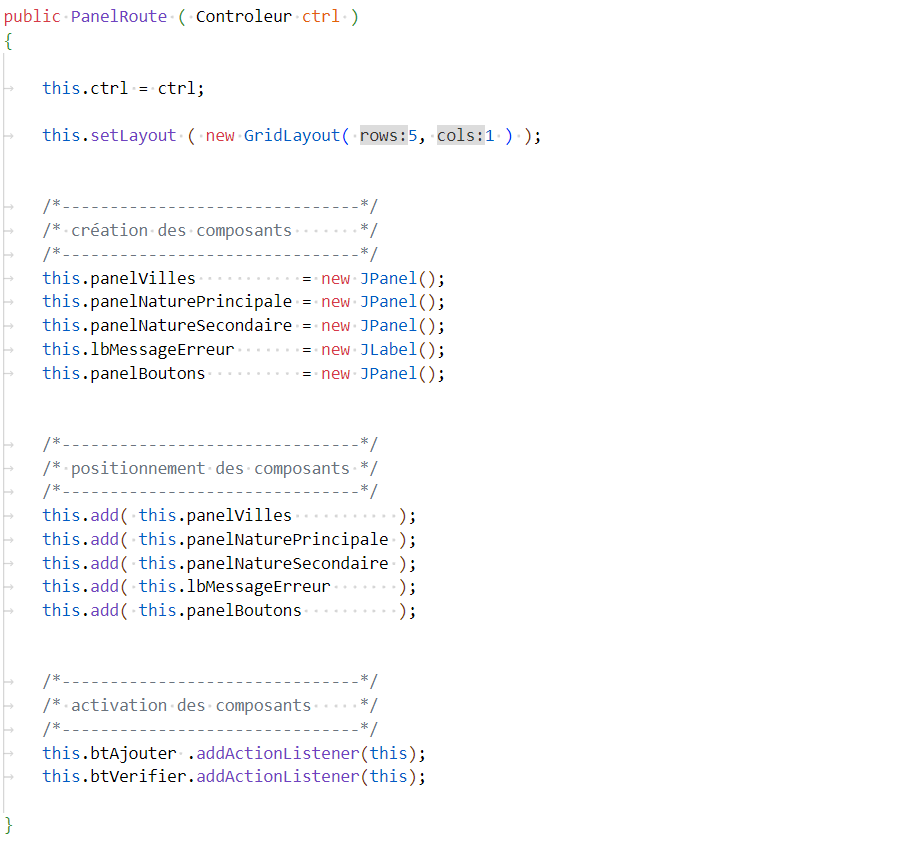 public PanelRoute ( Controleur ctrl )
{
this.ctrl = ctrl;
this.setLayout ( new GridLayout( rows:5, cols:1 ) );
/*-------------------------------*/
/* création des composants       */
/*-------------------------------*/
this.panelVilles           = new JPanel();
this.panelNaturePrincipale = new JPanel();
this.panelNatureSecondaire = new JPanel();
this.lbMessageErreur       = new JLabel();
this.panelBoutons          = new JPanel();
/*-------------------------------*/
/* positionnement des composants */
/*-------------------------------*/
this.add( this.panelVilles           );
this.add( this.panelNaturePrincipale );
this.add( this.panelNatureSecondaire );
this.add( this.lbMessageErreur       );
this.add( this.panelBoutons          );
/*-------------------------------*/
/* activation des composants     */
/*-------------------------------*/
this.btAjouter .addActionListener(this);
this.btVerifier.addActionListener(this);
}